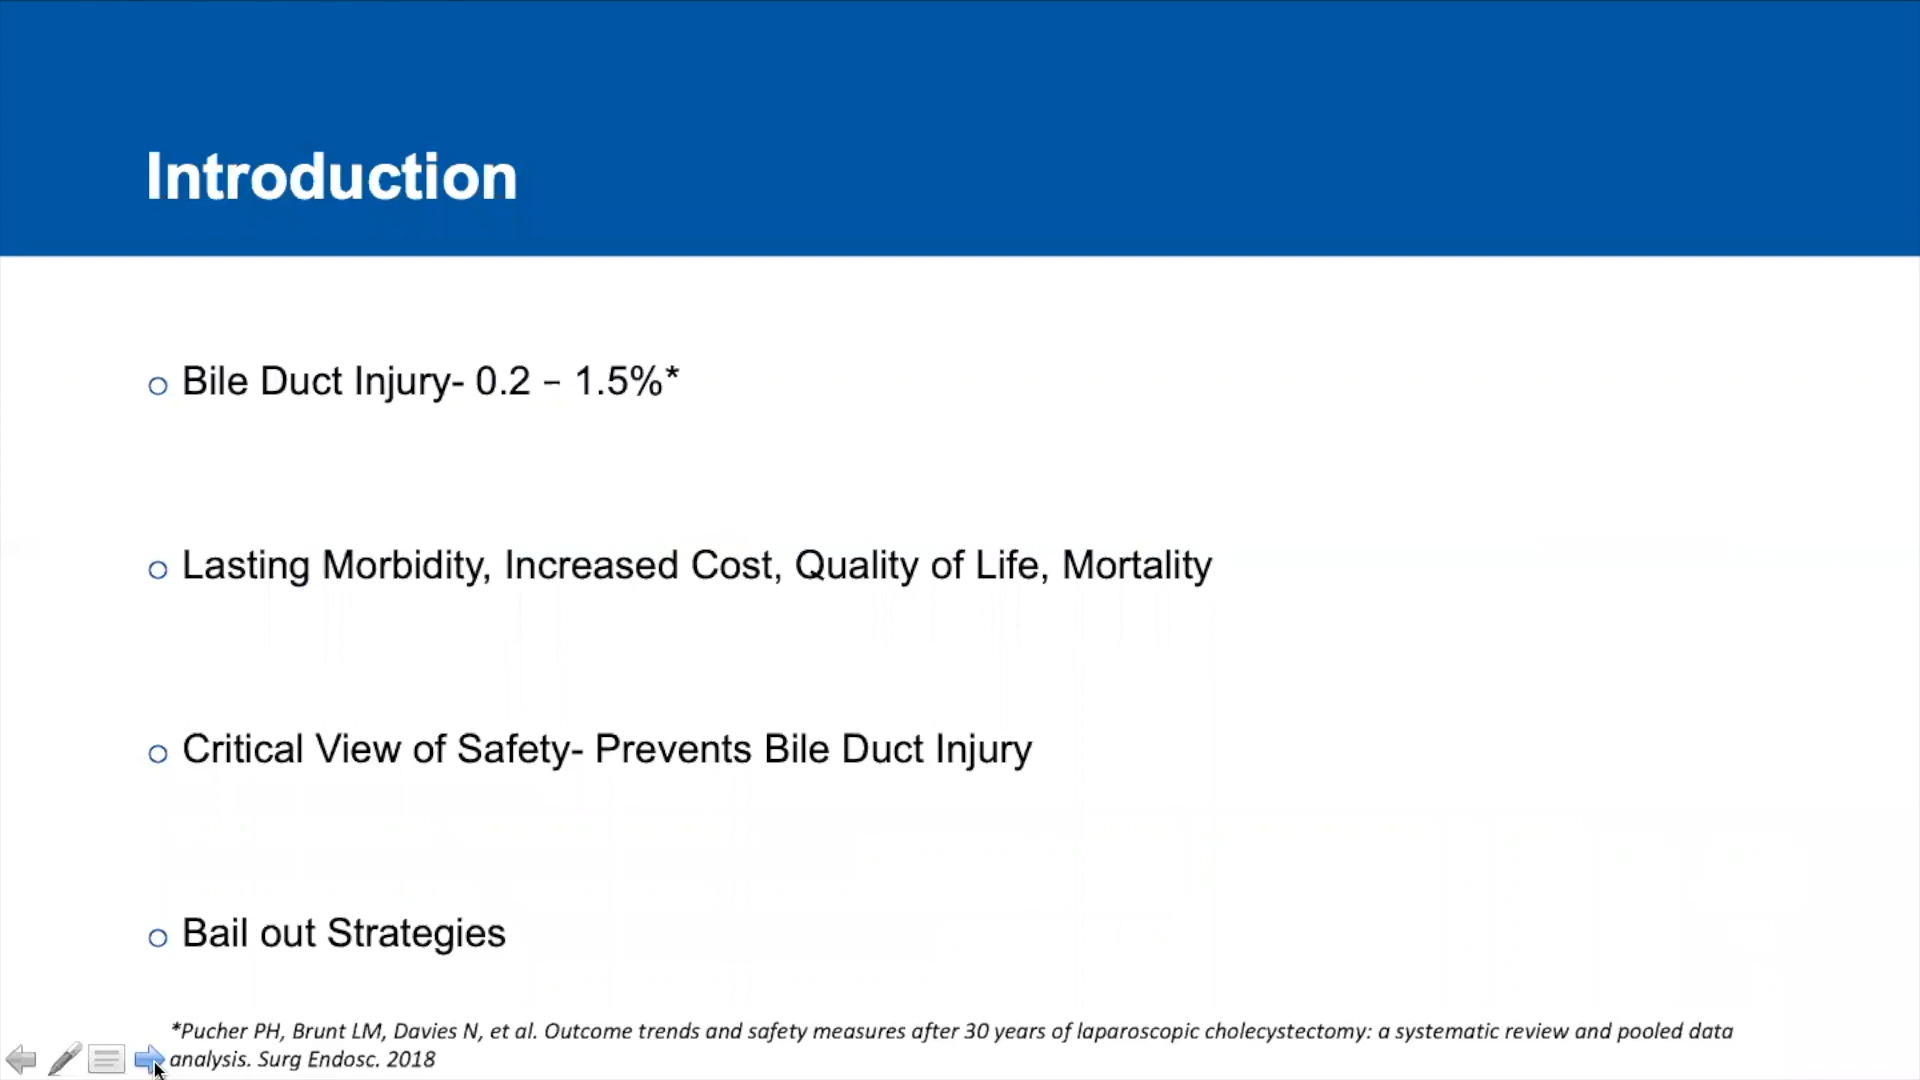 Introduction
Bile Duct Injury- 0.2 – 1.5%*
Lasting Morbidity, Increased Cost, Quality of Life, Mortality
Critical View of Safety- Prevents Bile Duct Injury
Bail out Strategies
*Pucher PH, Brunt LM, Davies N, et al. Outcome trends and safety measures after 30 years of laparoscopic cholecystectomy: a systematic review and pooled data
analysis. Surg Endosc. 2018